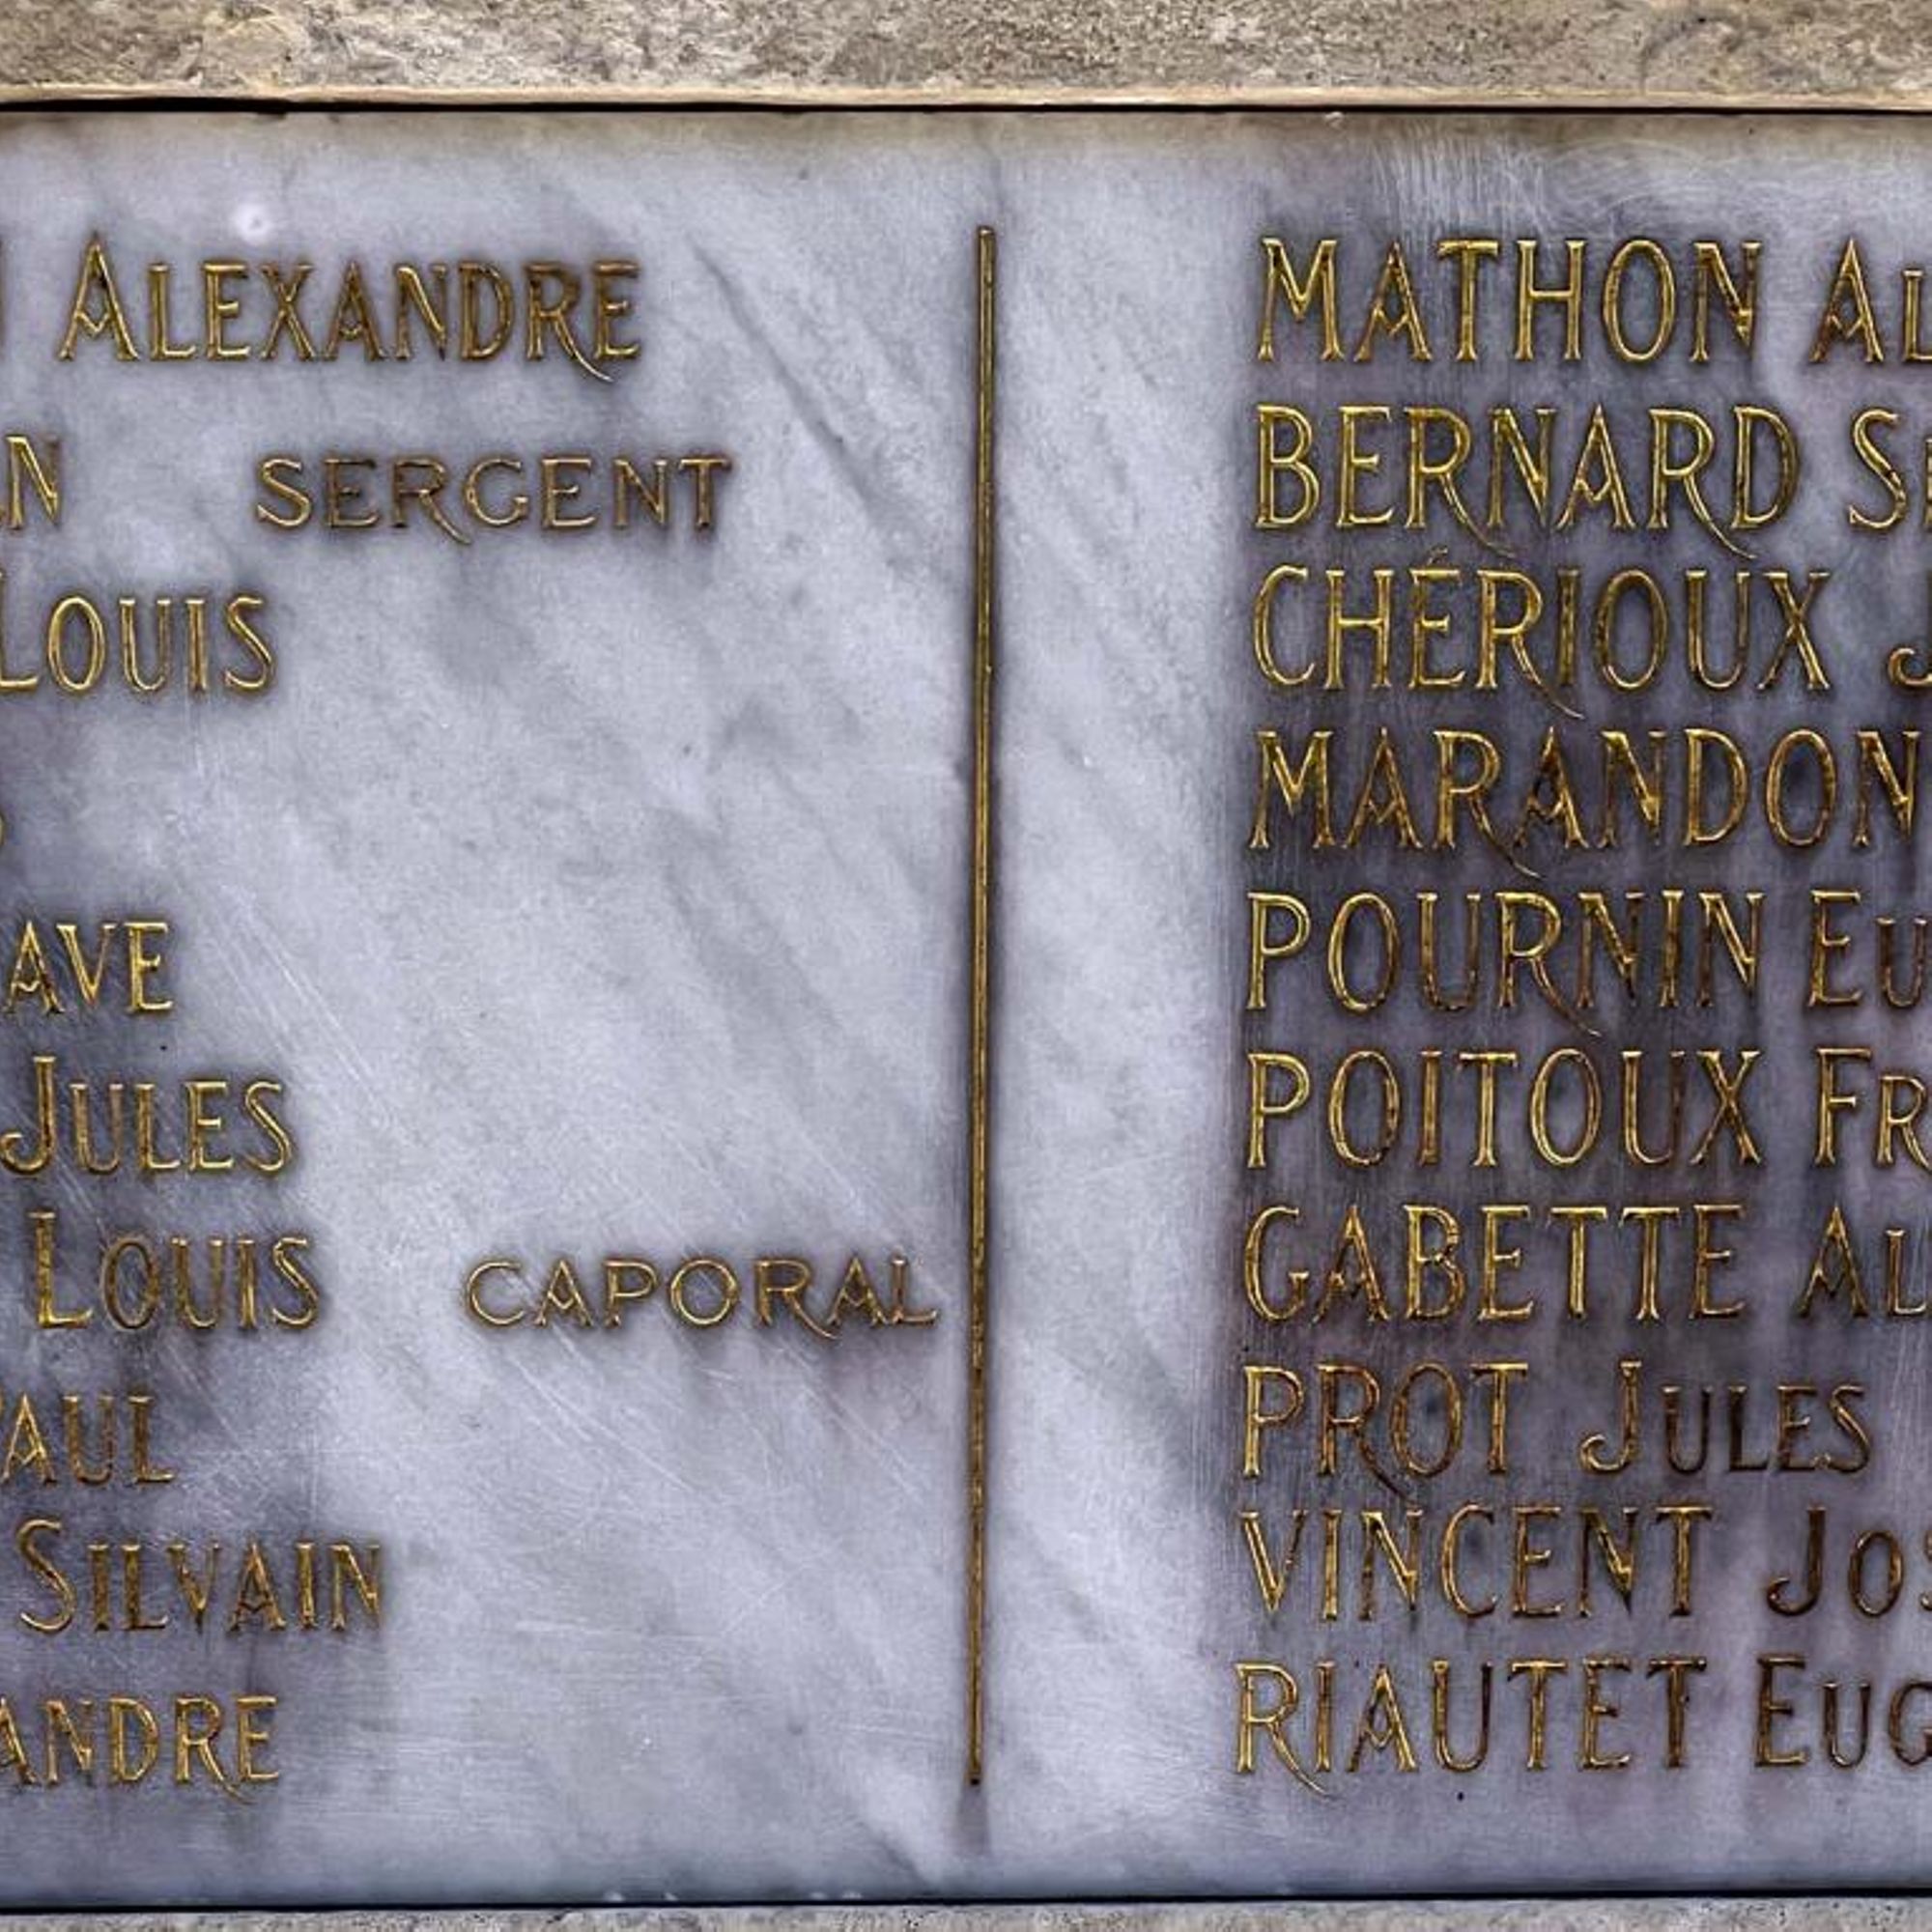 ALEXANDRE
SERGENT
LOUIS
JULES
LOUIS CAPORAL
SILVAIN
MATHON
BERNARD
CHÉRIOUX
MARANDON
POURNIN
POITOUX
GABETTE
PROT JULES
VINCENT
RIAUTET